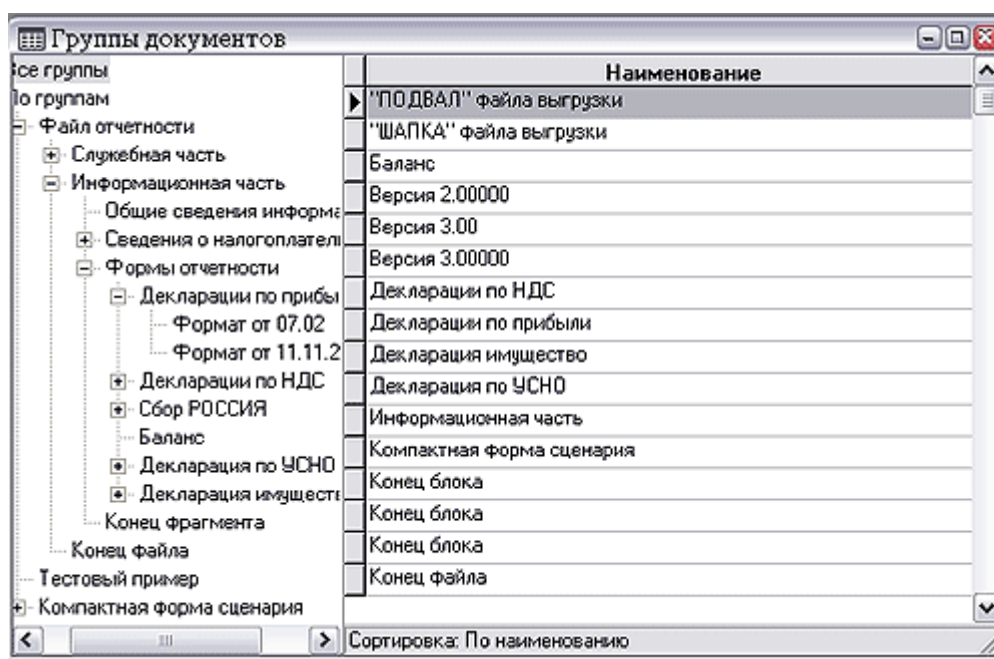 Группы документов
Все группы
По группам
Файл отчетности
Служебная часть
Информационная часть
Общие сведения информа
Сведения о налогоплатель
Формы отчетности
Декларации по прибы
Формат от 07.02
Формат от 11.11.2
Декларации по НДС
Сбор РОССИЯ
Баланс
Декларация по УСНО
Декларация имуществ
Конец фрагмента
Конец файла
Тестовый пример
Компактная форма сценария
Наименование
"ПОДВАЛ" файла выгрузки
"ШАПКА" файла выгрузки
Баланс
Версия 2.00000
Версия 3.00
Версия 3.00000
Декларации по НДС
Декларации по прибыли
Декларация имущество
Декларация по УСНО
Информационная часть
Компактная форма сценария
Конец блока
Конец блока
Конец блока
Конец файла
Сортировка: По наименованию